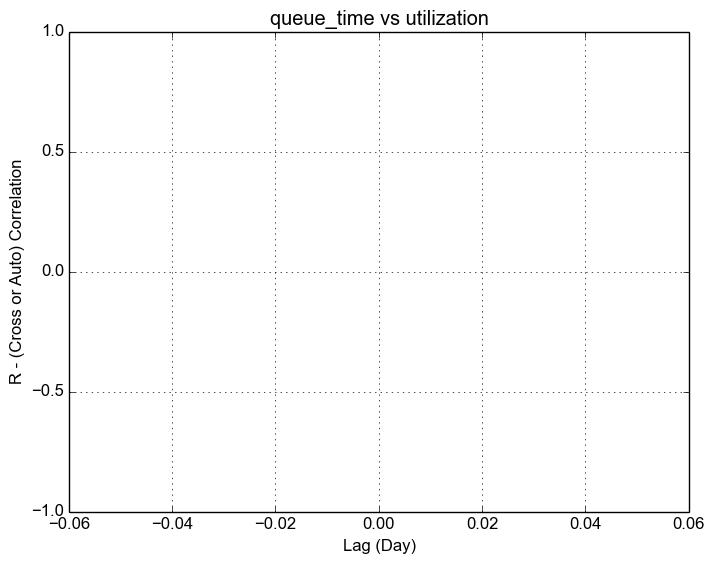 queue_time vs utilization
1.0
0.5
0.0
−0.5
−1.0
R - (Cross or Auto) Correlation
−0.06 −0.04 −0.02 0.00 0.02 0.04 0.06
Lag (Day)